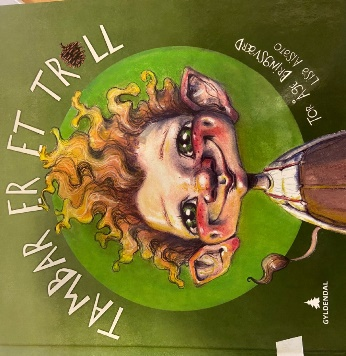 TAMBAR ER ET TROLL
TOR ÅGE BRINGSVÆRD
LISA AISATO
GYLDENDAL